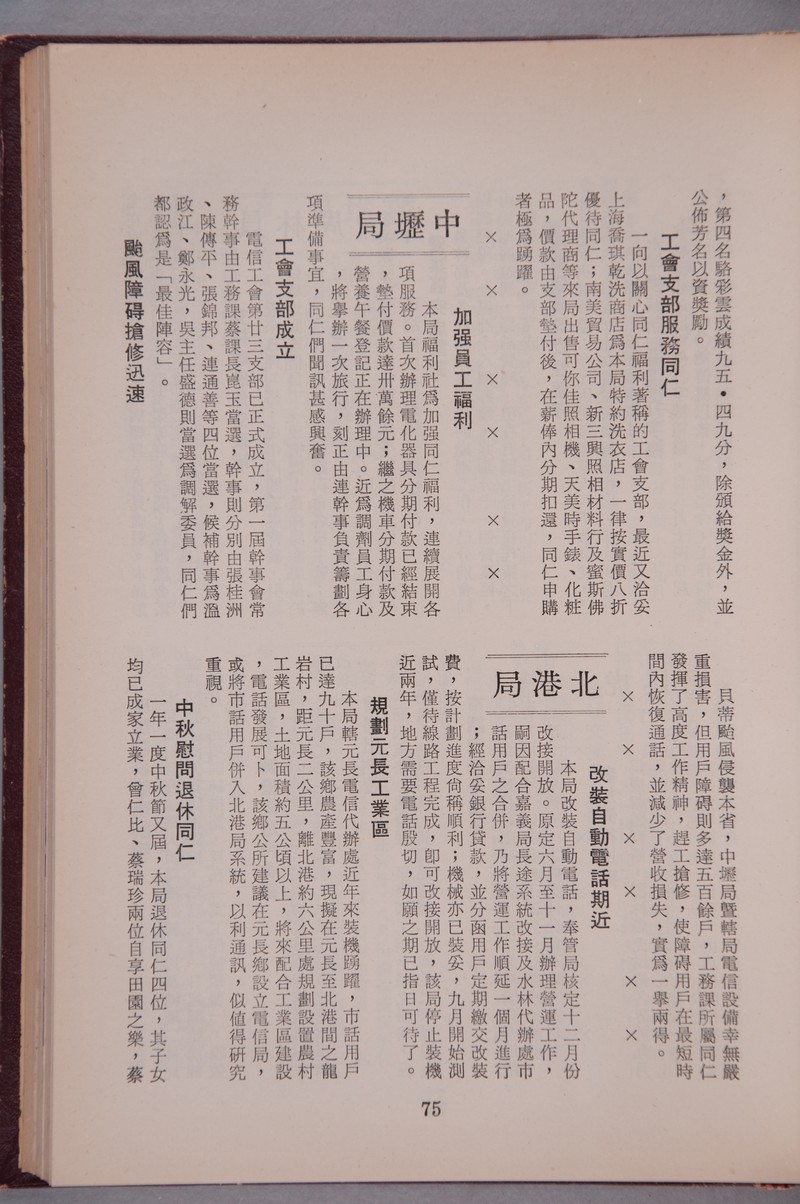 ，第四名駱彩雲成績九五•四九分，除頒給獎金外，並
公佈芳名以資獎勵。
工會支部服務同仁
一向以關心同仁福利著稱的工會支部，最近又洽妥
上海喬琪乾洗商店爲本局特約洗衣店，一律按實價八折
優待同仁；南美貿易公司、新三興照相材料行及蜜斯佛
陀代理商等來局出售可你佳照相機、天美時手錶、化粧
品，價款由支部墊付後，在薪俸內分期扣還，同仁申購
者極爲踴躍。
× × × × × ×
中壢局
加强員工福利
本局福利社爲加强同仁福利，連續展開各
項服務。首次辦理電化器具分期付款已經結束
，墊付價款達卅萬餘元；繼之機車分期付款及
營養午餐登記正在辦理中。近爲調劑員工身心
，將擧辦一次旅行，刻正由連幹事負責籌劃各
項準備事宜，同仁們聞訊甚感興奮。
工會支部成立
電信工會第廿三支部已正式成立，第一屆幹事會常
務幹事由工務課蔡課長崑玉當選，幹事則分別由張桂洲
、陳傳平、張錦邦、連通善等四位當選，候補幹事爲溫
政江、鄭永光，吳主任盛德則當選爲調解委員，同仁們
都認爲是「最佳陣容」。
颱風障碍搶修迅速
貝蒂颱風侵襲本省，中壢局暨轄局電信設備幸無嚴
重損害，但用戶障碍則多達五百餘戶，工務課所屬同仁
發揮了高度工作精神，趕工搶修，使障碍用戶在最短時
間內恢復通話，並減少了營收損失，實爲一擧兩得。
× × × × × ×
北港局
改裝自動電話期近
本局改裝自動電話，奉管局核定十二月份
改接開放。原定六月至十一月辦理營運工作，
嗣因配合嘉義局長途系統改接及水林代辦處市
話用戶之合併，乃將營運工作順延一個月進行
；經洽妥銀行貸款，並分函用戶定期繳交改裝
費，按計劃進度尙稱順利；機械亦已裝妥，九月開始測
試，僅待線路工程完成，卽可改接開放，該局停止裝機
近兩年，地方需要電話殷切，如願之期已指日可待了。
規劃元長工業區
本局轄元長電信代辦處近年來裝機踴躍，市話用戶
已達九十戶，該鄉農產豐富，現擬在元長至北港間之龍
岩村，距元長二公里，離北港約六公里處規劃設置農村
工業區，土地面積約五公頃以上，將來配合工業區建設
，電話發展可卜，該鄉公所建議在元長鄉設立電信局，
或將市話用戶併入北港局系統，以利通訊，似值得研究
重視。
中秋慰問退休同仁
一年一度中秋節又屆，本局退休同仁四位，其子女
均已成家立業，曾仁比、蔡瑞珍兩位自享田園之樂，蔡
75